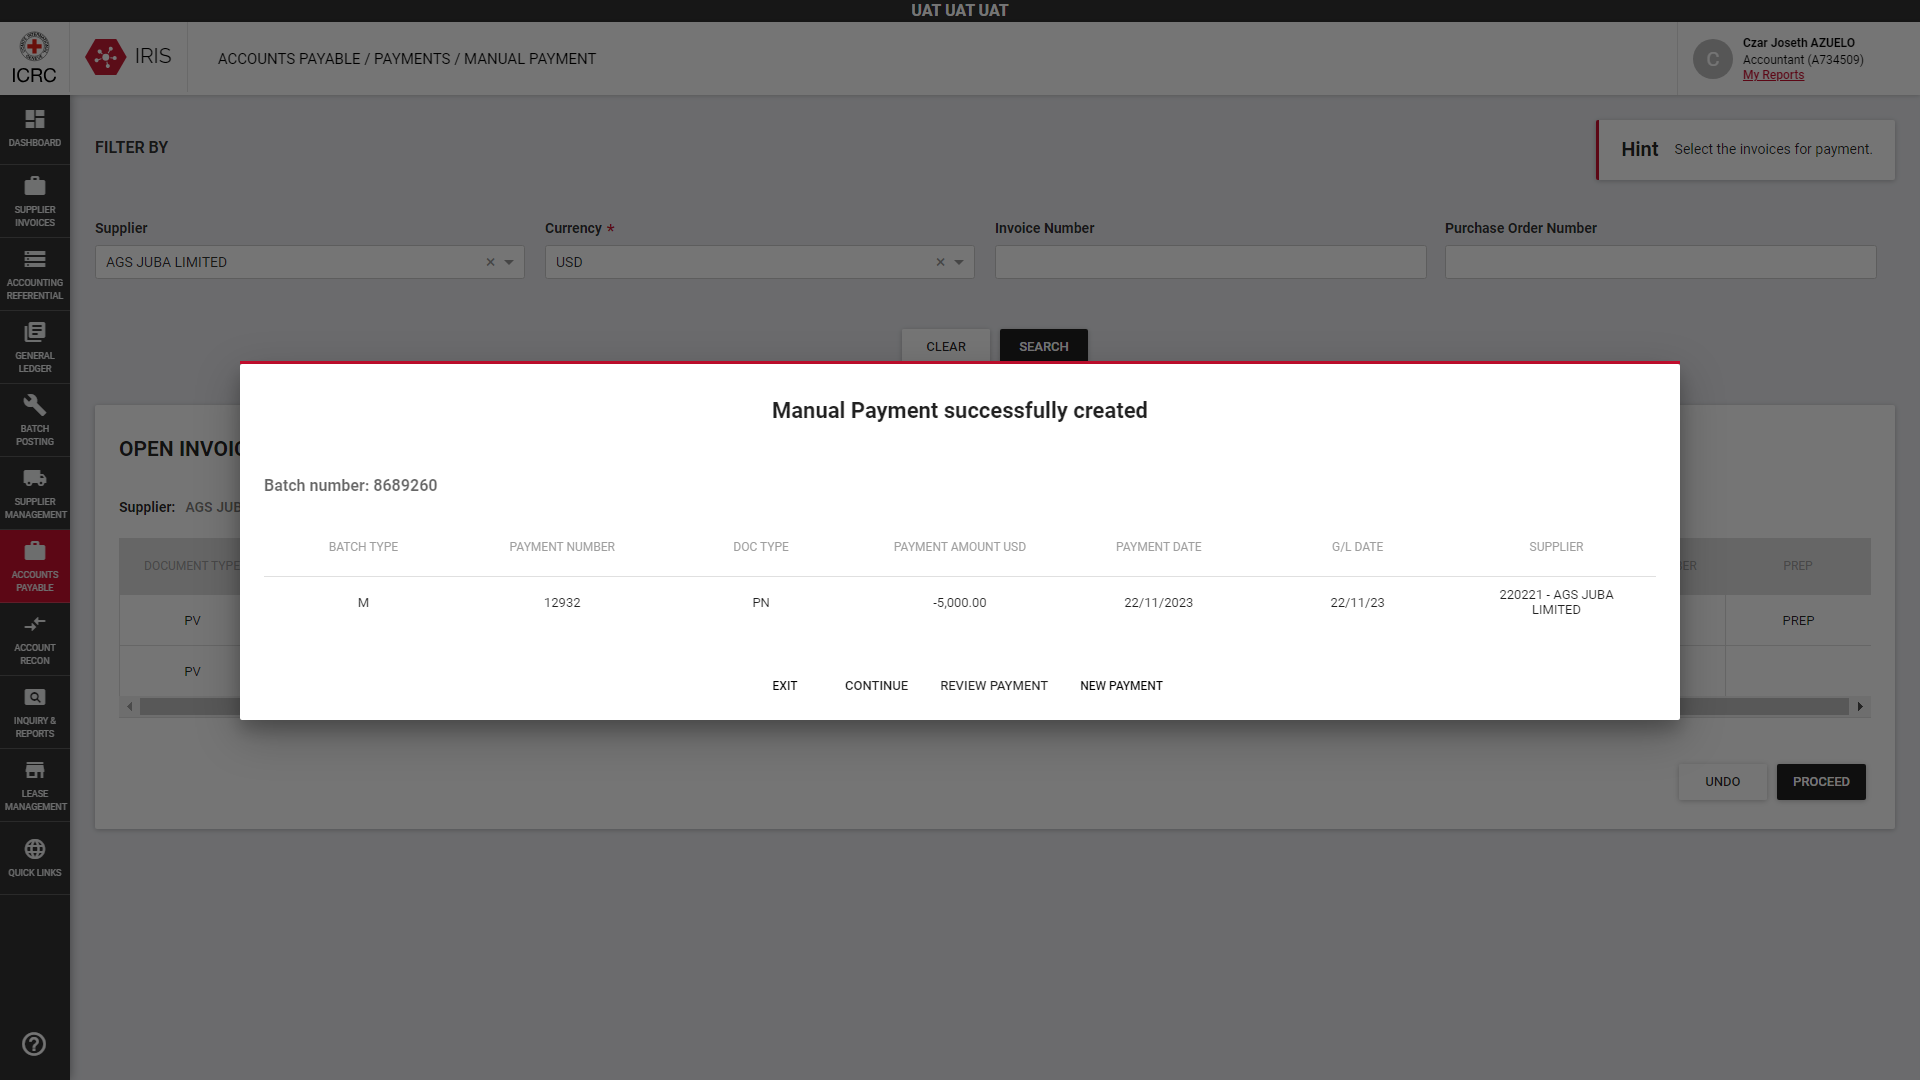 UAT UAT UAT
ICRC
IRIS
ACCOUNTS PAYABLE / PAYMENTS / MANUAL PAYMENT
C
Czar Joseth AZUELO
Accountant (A734509)
My Reports
DASHBOARD
SUPPLIER
INVOICES
ACCOUNTING
REFERENTIAL
GENERAL
LEDGER
BATCH
POSTING
SUPPLIER
MANAGEMENT
ACCOUNTS
PAYABLE
ACCOUNT
RECON
INQUIRY &
REPORTS
LEASE
MANAGEMENT
QUICK LINKS
FILTER BY
Hint Select the invoices for payment.
Supplier Currency * Invoice Number Purchase Order Number
AGS JUBA LIMITED × USD ×
CLEAR SEARCH
OPEN INVOIC
Supplier: AGS JUB
DOCUMENT TYPE ER PREP
PV PREP
PV
Manual Payment successfully created
Batch number: 8689260
BATCH TYPE PAYMENT NUMBER DOC TYPE PAYMENT AMOUNT USD PAYMENT DATE G/L DATE SUPPLIER
M 12932 PN -5,000.00 22/11/2023 22/11/23 220221 - AGS JUBA
LIMITED
EXIT CONTINUE REVIEW PAYMENT NEW PAYMENT
UNDO PROCEED